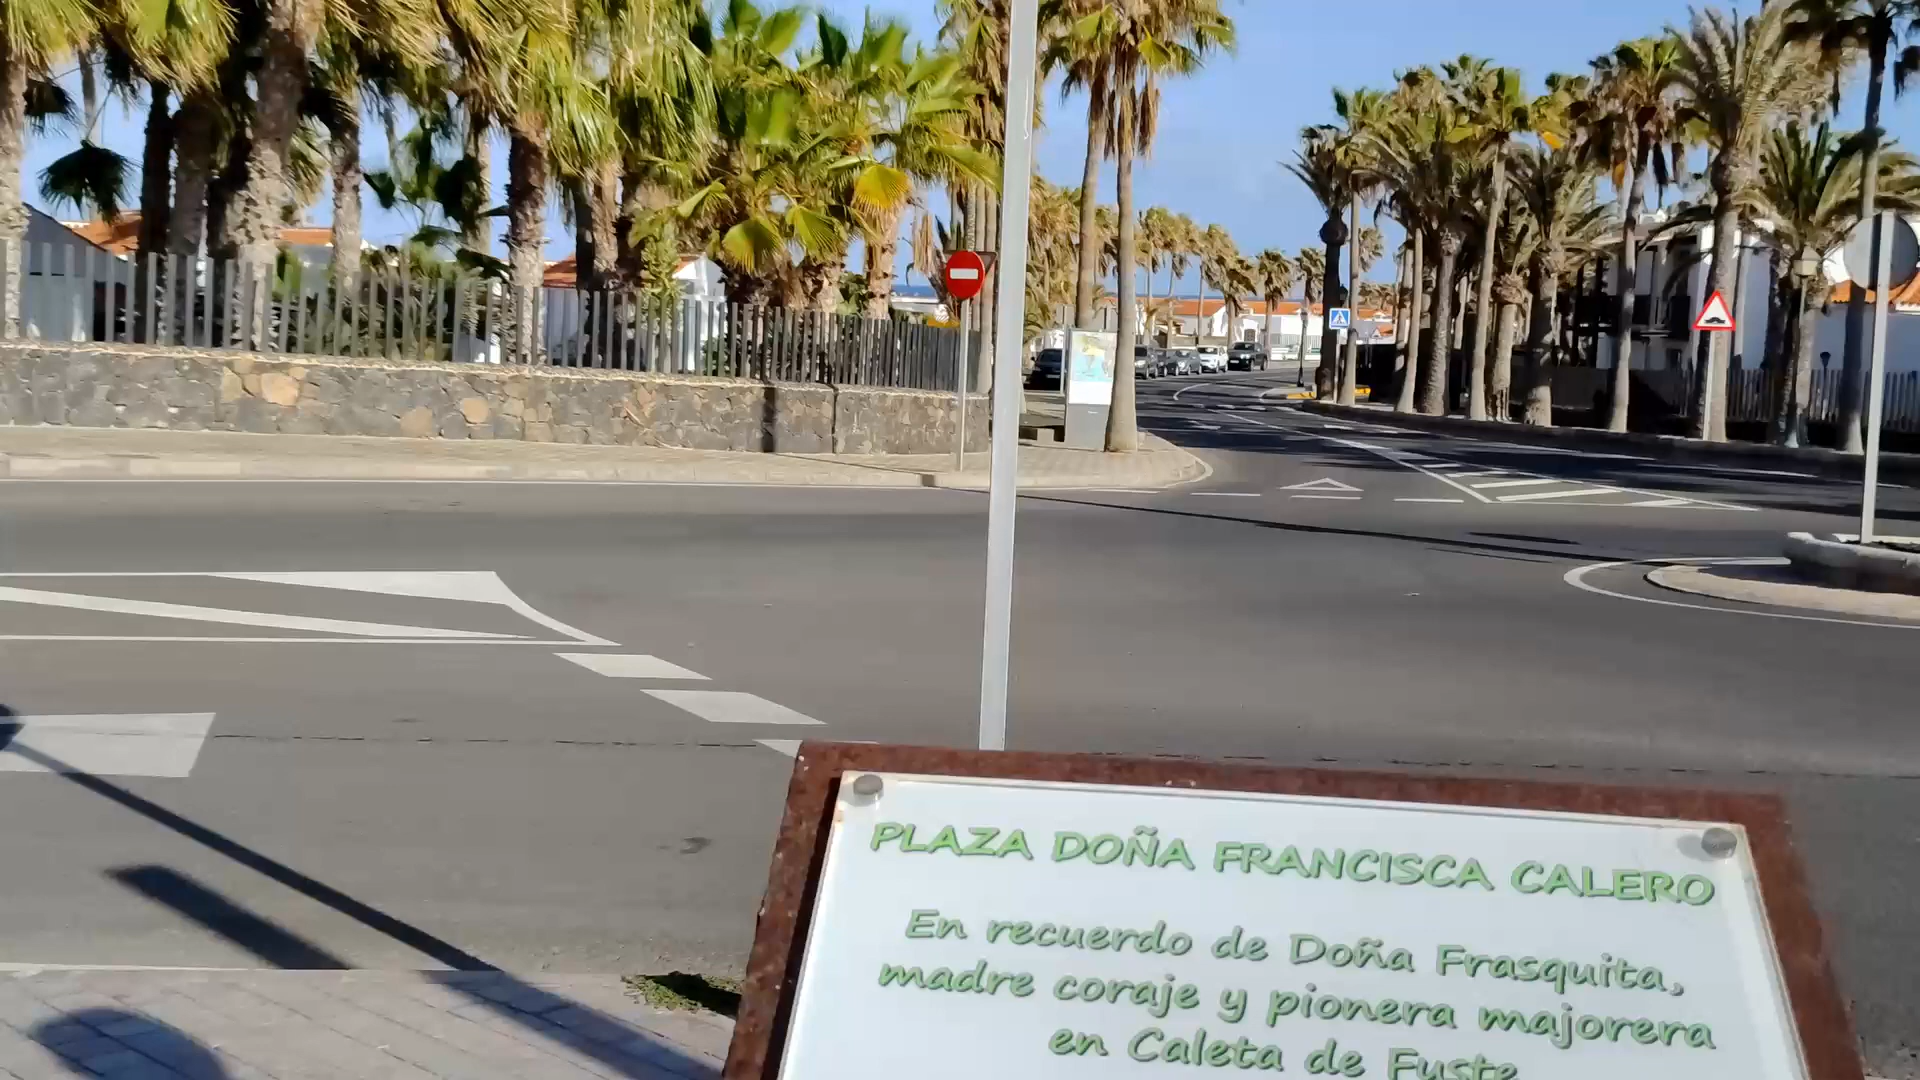 PLAZA DOÑA FRANCISCA CALERO
En recuerdo de Doña Frasquita,
madre coraje y pionera majorera
en Caleta de Fuste